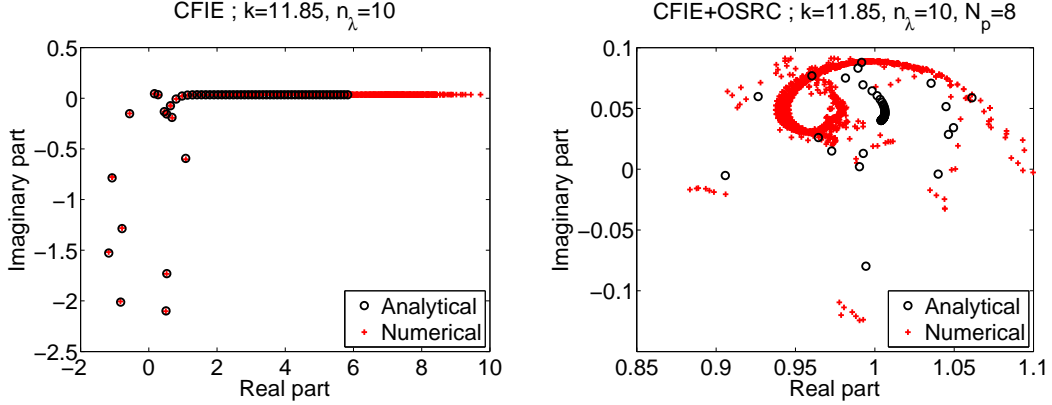 CFIE ; k=11.85, n_λ=10
Imaginary part
0.5
0
−0.5
−1
−1.5
−2
−2.5
−2
0
2
4
6
8
10
Real part
Analytical
Numerical
CFIE+OSRC ; k=11.85, n_λ=10, N_p=8
Imaginary part
0.1
0.05
0
−0.05
−0.1
0.85
0.9
0.95
1
1.05
1.1
Real part
Analytical
Numerical